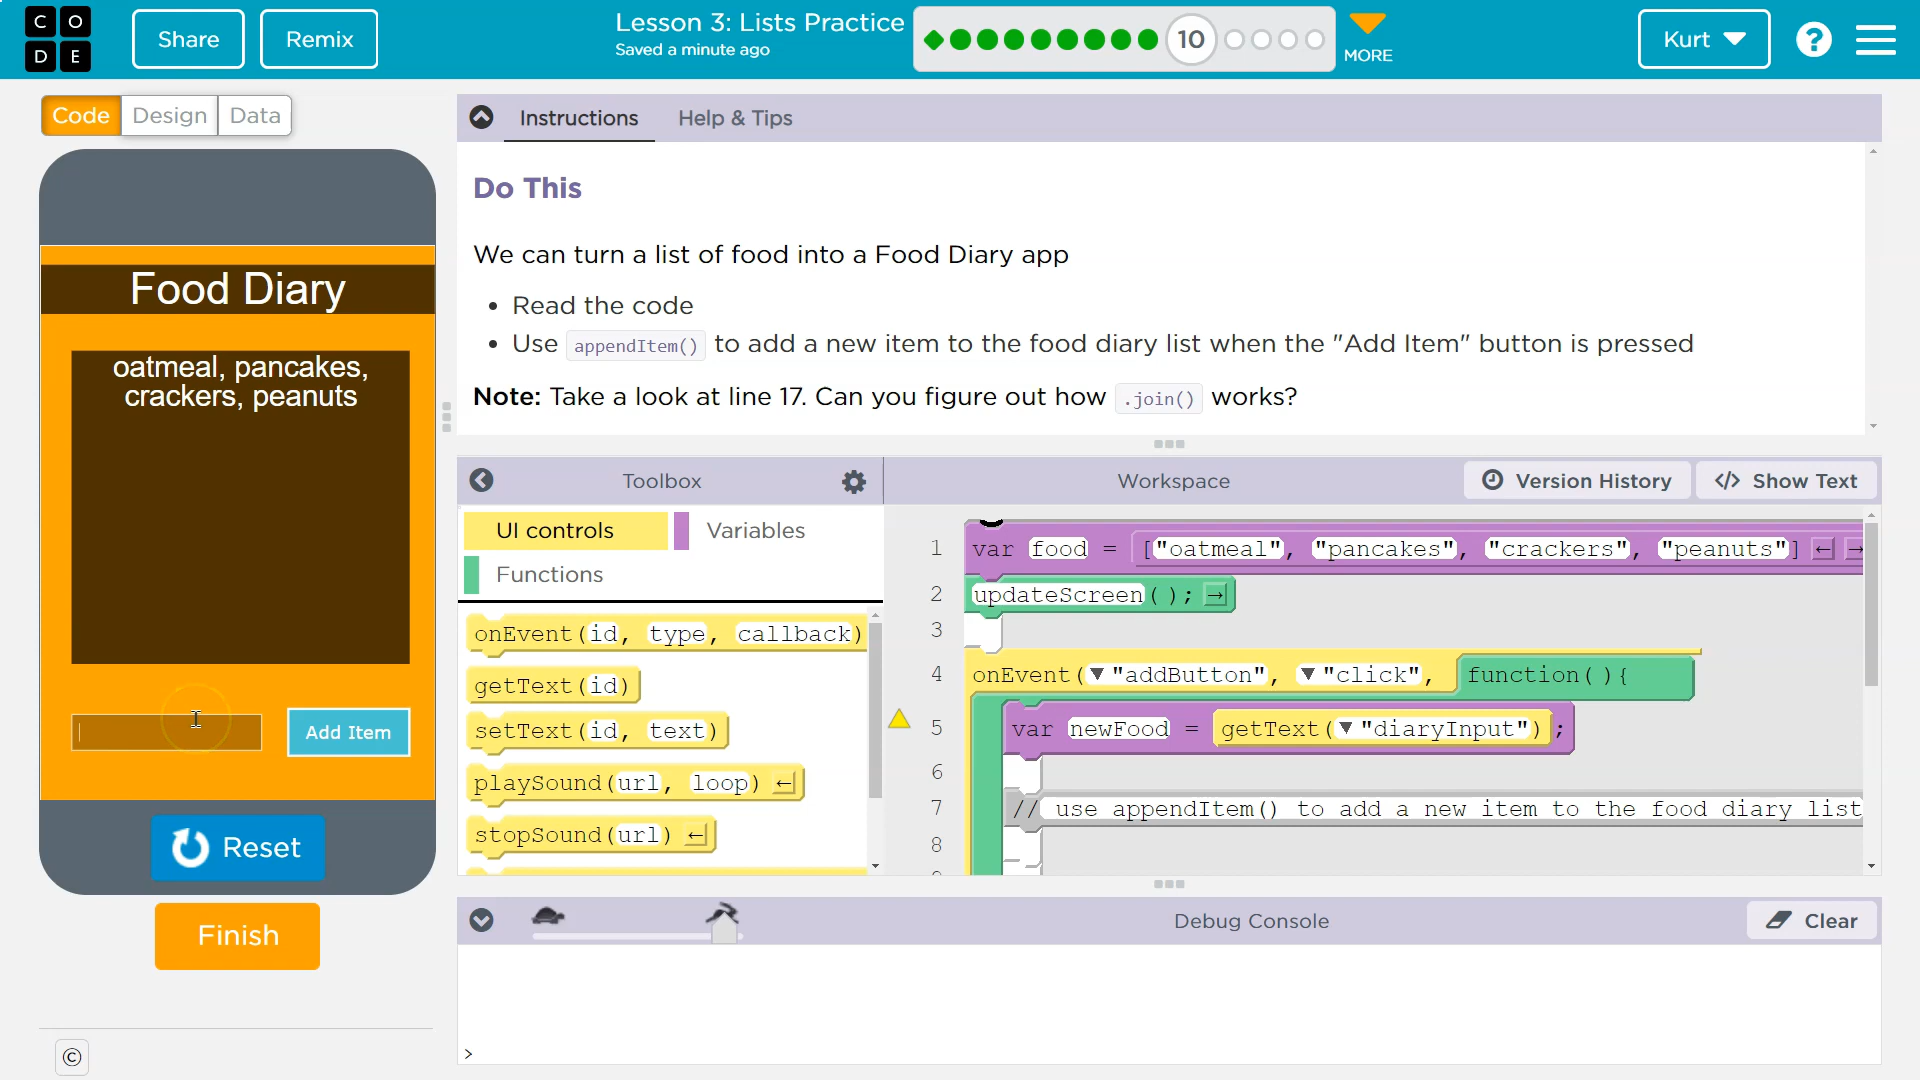 CODE
Share
Remix
Lesson 3: Lists Practice
Saved a minute ago
10
MORE
Kurt
?
Code
Design
Data
Instructions
Help & Tips
Do This
We can turn a list of food into a Food Diary app
• Read the code
• Use appendItem() to add a new item to the food diary list when the "Add Item" button is pressed
Note: Take a look at line 17. Can you figure out how .join() works?
Food Diary
oatmeal, pancakes,
crackers, peanuts
Add Item
Reset
Finish
©
Toolbox
Workspace
Version History
</> Show Text
UI controls
Variables
Functions
onEvent(id, type, callback)
getText(id)
setText(id, text)
playSound(url, loop) ←
stopSound(url) ←
1 var food = ["oatmeal", "pancakes", "crackers", "peanuts"] ← →
2 updateScreen(); →
3
4 onEvent(▼"addButton", ▼"click", function(){
5 var newFood = getText(▼"diaryInput");
6
7 // use appendItem() to add a new item to the food diary list
8
Debug Console
Clear
>